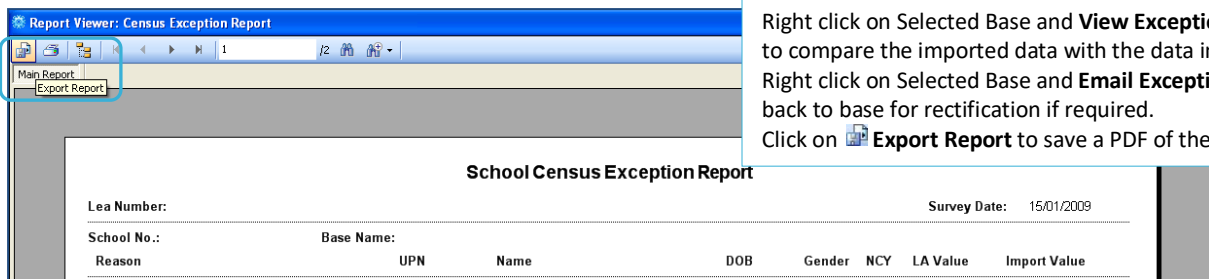 Report Viewer: Census Exception Report
1 /2
Main Report
Export Report
Right click on Selected Base and View
to compare the imported data with the data
Right click on Selected Base and Email
back to base for rectification if required.
Click on Export Report to save a PDF of the
School Census Exception Report
Lea Number: Survey Date: 15/01/2009
School No.: Base Name:
Reason UPN Name DOB Gender NCY LA Value Import Value